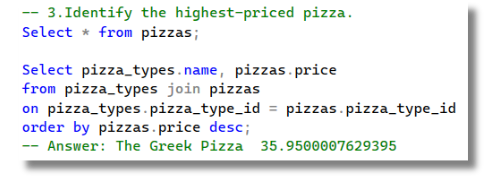 -- 3.Identify the highest-priced pizza.
Select * from pizzas;
Select pizza_types.name, pizzas.price
from pizza_types join pizzas
on pizza_types.pizza_type_id = pizzas.pizza_type_id
order by pizzas.price desc;
-- Answer: The Greek Pizza  35.9500007629395